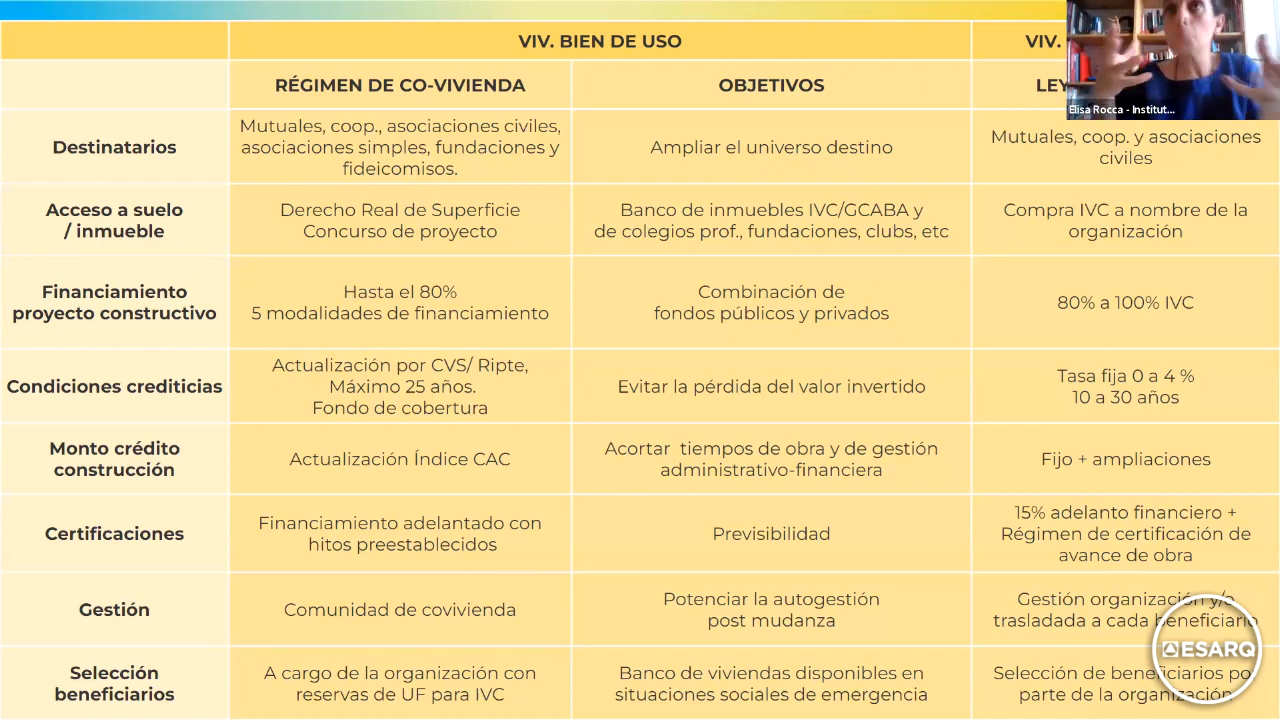 VIV. BIEN DE USO
VIV.
RÉGIMEN DE CO-VIVIENDA
OBJETIVOS
LEY
Elisa Rocca - Institut...
Destinatarios
Mutuales, coop., asociaciones civiles,
asociaciones simples, fundaciones y
fideicomisos.
Ampliar el universo destino
Mutuales, coop. y asociaciones
civiles
Acceso a suelo
/ inmueble
Derecho Real de Superficie
Concurso de proyecto
Banco de inmuebles IVC/GCABA y
de colegios prof., fundaciones, clubs, etc
Compra IVC a nombre de la
organización
Financiamiento
proyecto constructivo
Hasta el 80%
5 modalidades de financiamiento
Combinación de
fondos públicos y privados
80% a 100% IVC
Condiciones crediticias
Actualización por CVS/ Ripte,
Máximo 25 años.
Fondo de cobertura
Evitar la pérdida del valor invertido
Tasa fija 0 a 4 %
10 a 30 años
Monto crédito
construcción
Actualización Índice CAC
Acortar  tiempos de obra y de gestión
administrativo-financiera
Fijo + ampliaciones
Certificaciones
Financiamiento adelantado con
hitos preestablecidos
Previsibilidad
15% adelanto financiero +
Régimen de certificación de
avance de obra
Gestión
Comunidad de covivienda
Potenciar la autogestión
post mudanza
Gestión organización y/o
trasladada a cada beneficiario
Selección
beneficiarios
A cargo de la organización con
reservas de UF para IVC
Banco de viviendas disponibles en
situaciones sociales de emergencia
Selección de beneficiarios po
parte de la organización
ESARQ